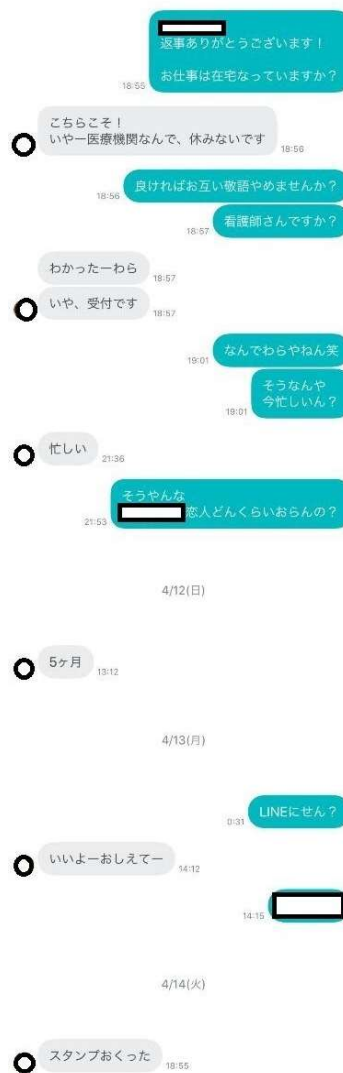 返事ありがとうございます！
お仕事は在宅なっていますか？
18:55
こちらこそ！
いやー医療機関なんで、休みないです
18:56
良ければお互い敬語やめませんか？
18:56
看護師さんですか？
18:57
わかったーわら
18:57
いや、受付です
18:57
なんでわらやねん笑
19:01
そうなんや
今忙しいん？
19:01
忙しい
21:36
そうやんな
恋人どんくらいおらんの？
21:53
4/12(日)
5ヶ月
13:12
4/13(月)
LINEにせん？
0:31
いいよーおしえてー
14:12
14:15
4/14(火)
スタンプおくった
18:55